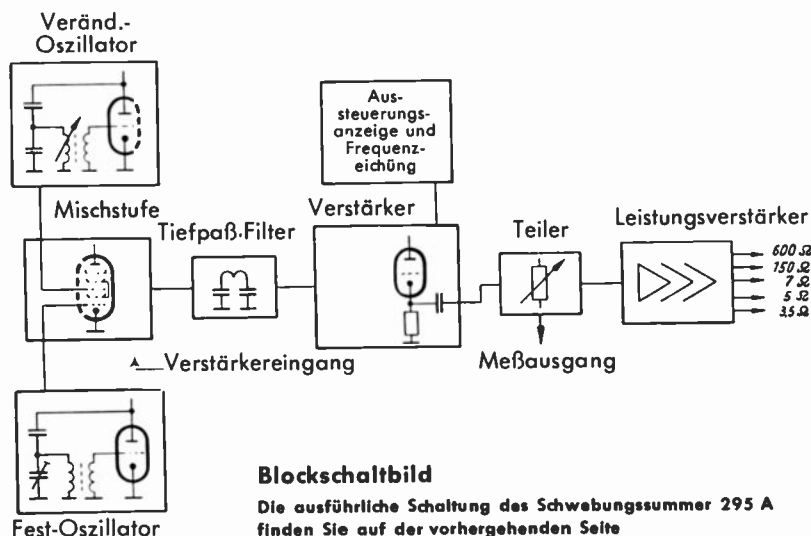 Veränd.-
Oszillator
Aus-
steuerungs-
anzeige und
Frequenz-
eichüng
Mischstufe
Tiefpaß-Filter
Verstärker
Teiler
Leistungsverstärker
600 Ω
150 Ω
7 Ω
5 Ω
3,5 Ω
Verstärkereingang
Meßausgang
Fest-Oszillator
Blockschaltbild
Die ausführliche Schaltung des Schwebungssummer 295 A
finden Sie auf der vorhergehenden Seite